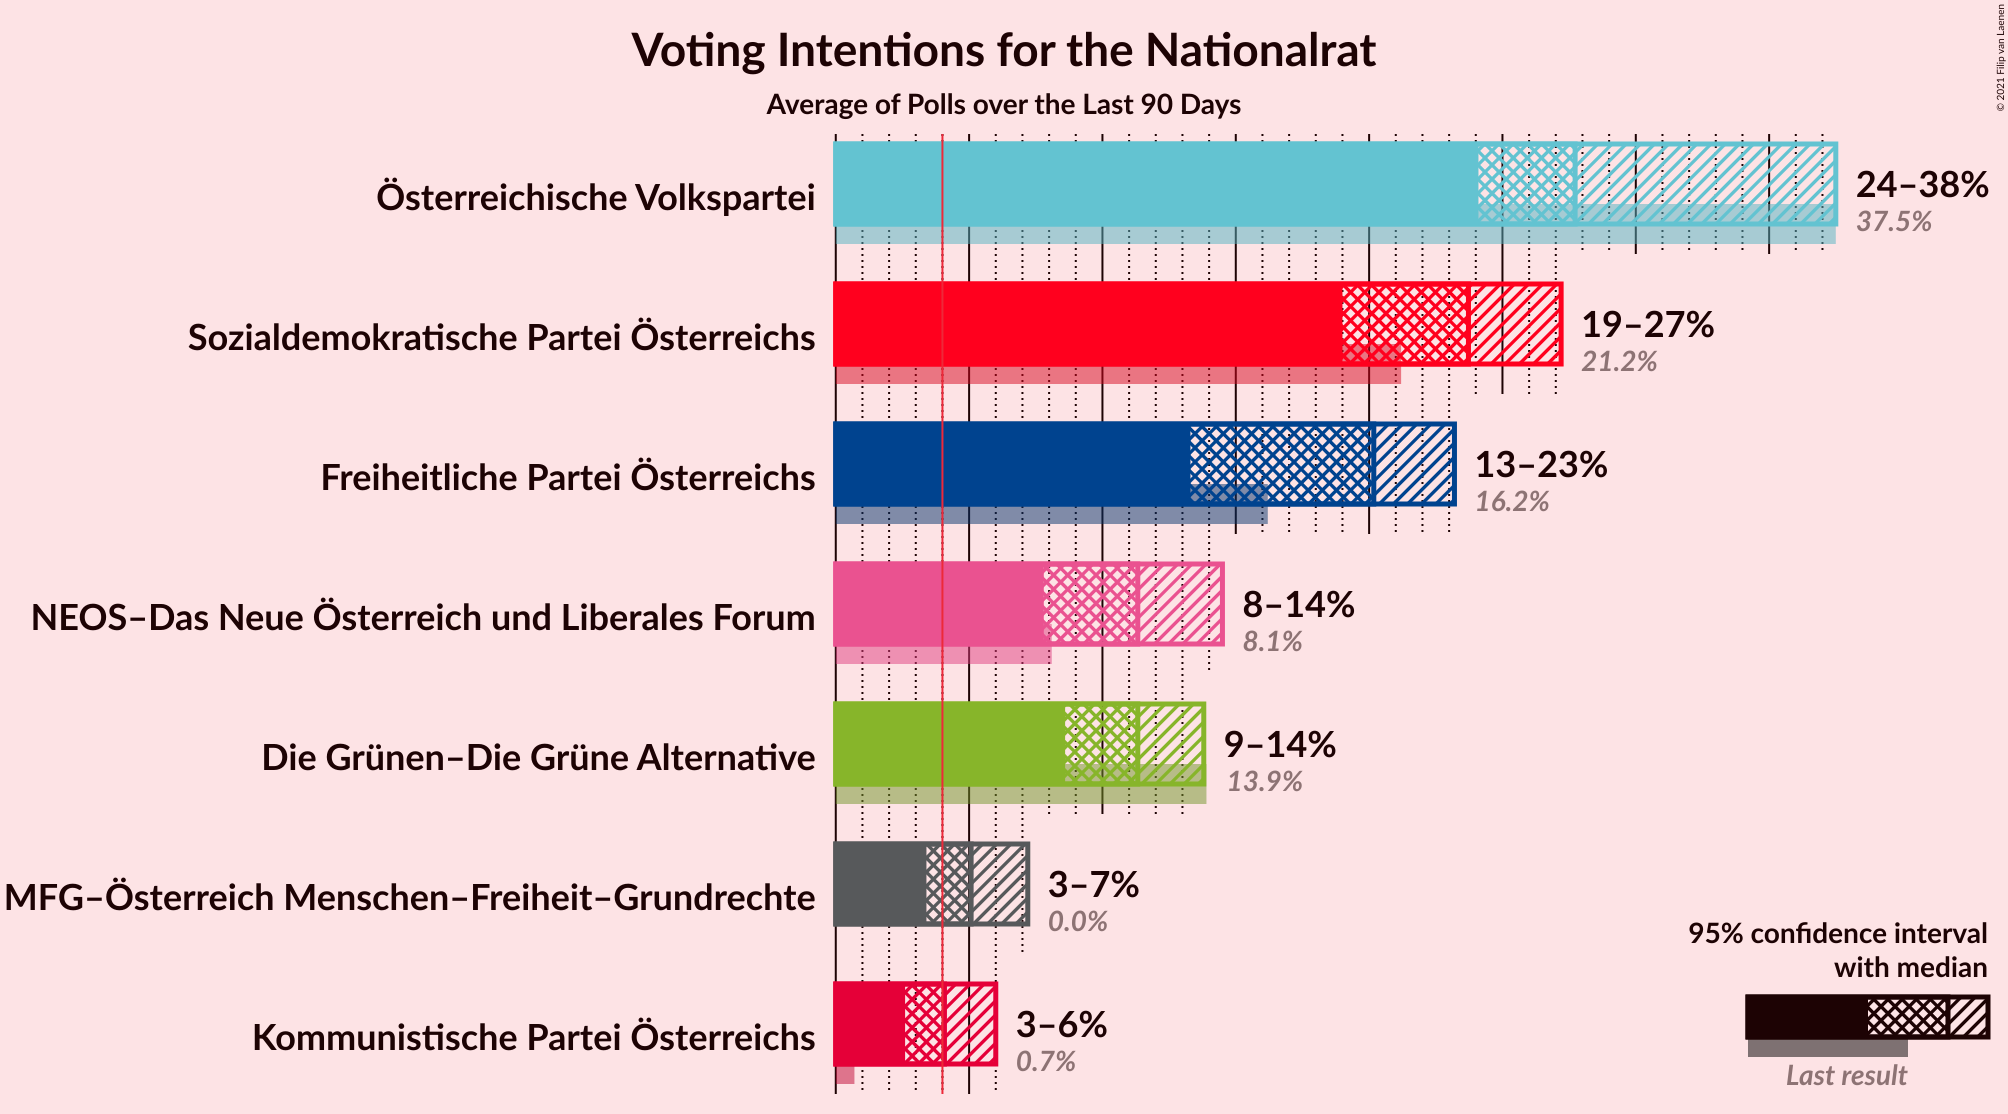 Voting Intentions for the Nationalrat
Average of Polls over the Last 90 Days
© 2021 Filip van Laenen
Österreichische Volkspartei
24–38%
37.5%
Sozialdemokratische Partei Österreichs
19–27%
21.2%
Freiheitliche Partei Österreichs
13–23%
16.2%
NEOS–Das Neue Österreich und Liberales Forum
8–14%
8.1%
Die Grünen–Die Grüne Alternative
9–14%
13.9%
MFG–Österreich Menschen–Freiheit–Grundrechte
3–7%
0.0%
Kommunistische Partei Österreichs
3–6%
0.7%
95% confidence interval
with median
Last result